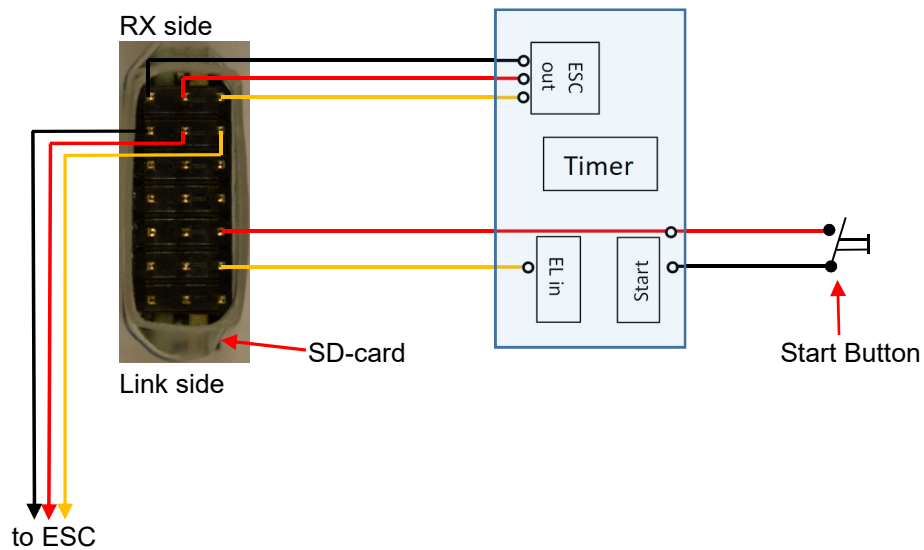 RX side
ESC
out
Timer
EL in
Start
SD-card
Start Button
Link side
to ESC